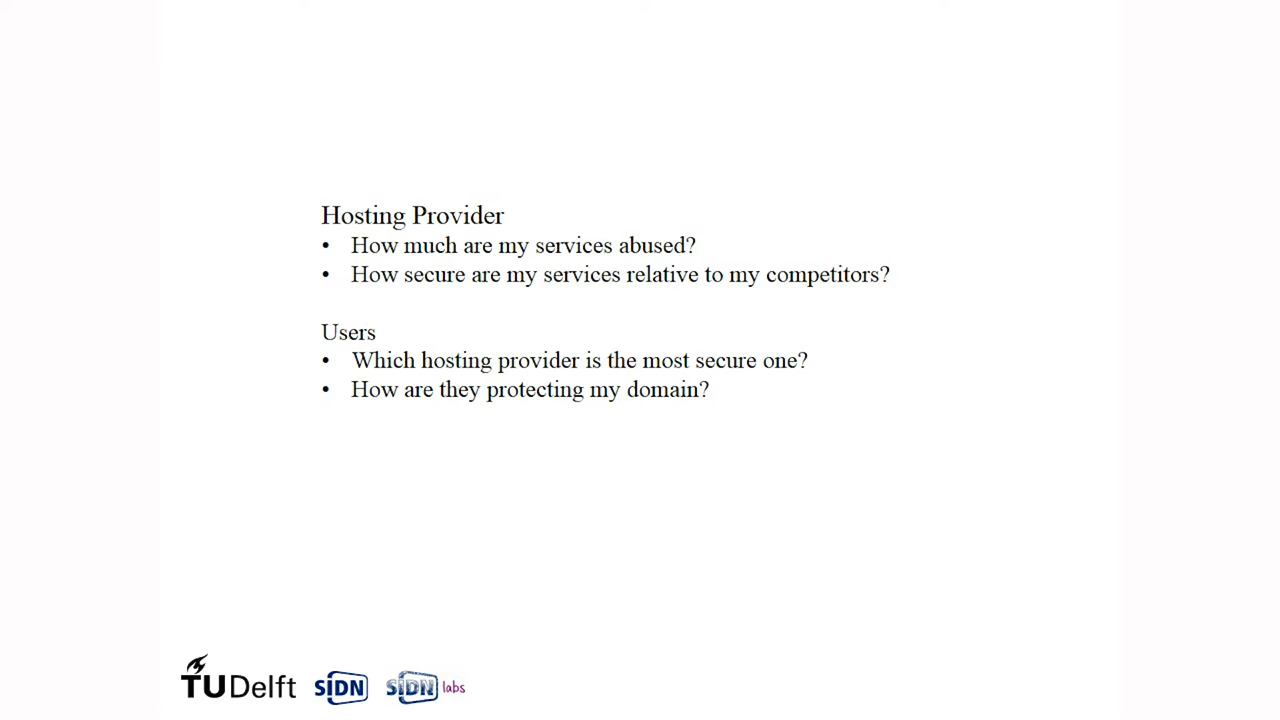 Hosting Provider
• How much are my services abused?
• How secure are my services relative to my competitors?
Users
• Which hosting provider is the most secure one?
• How are they protecting my domain?
TUDelft SIDN SIDN labs